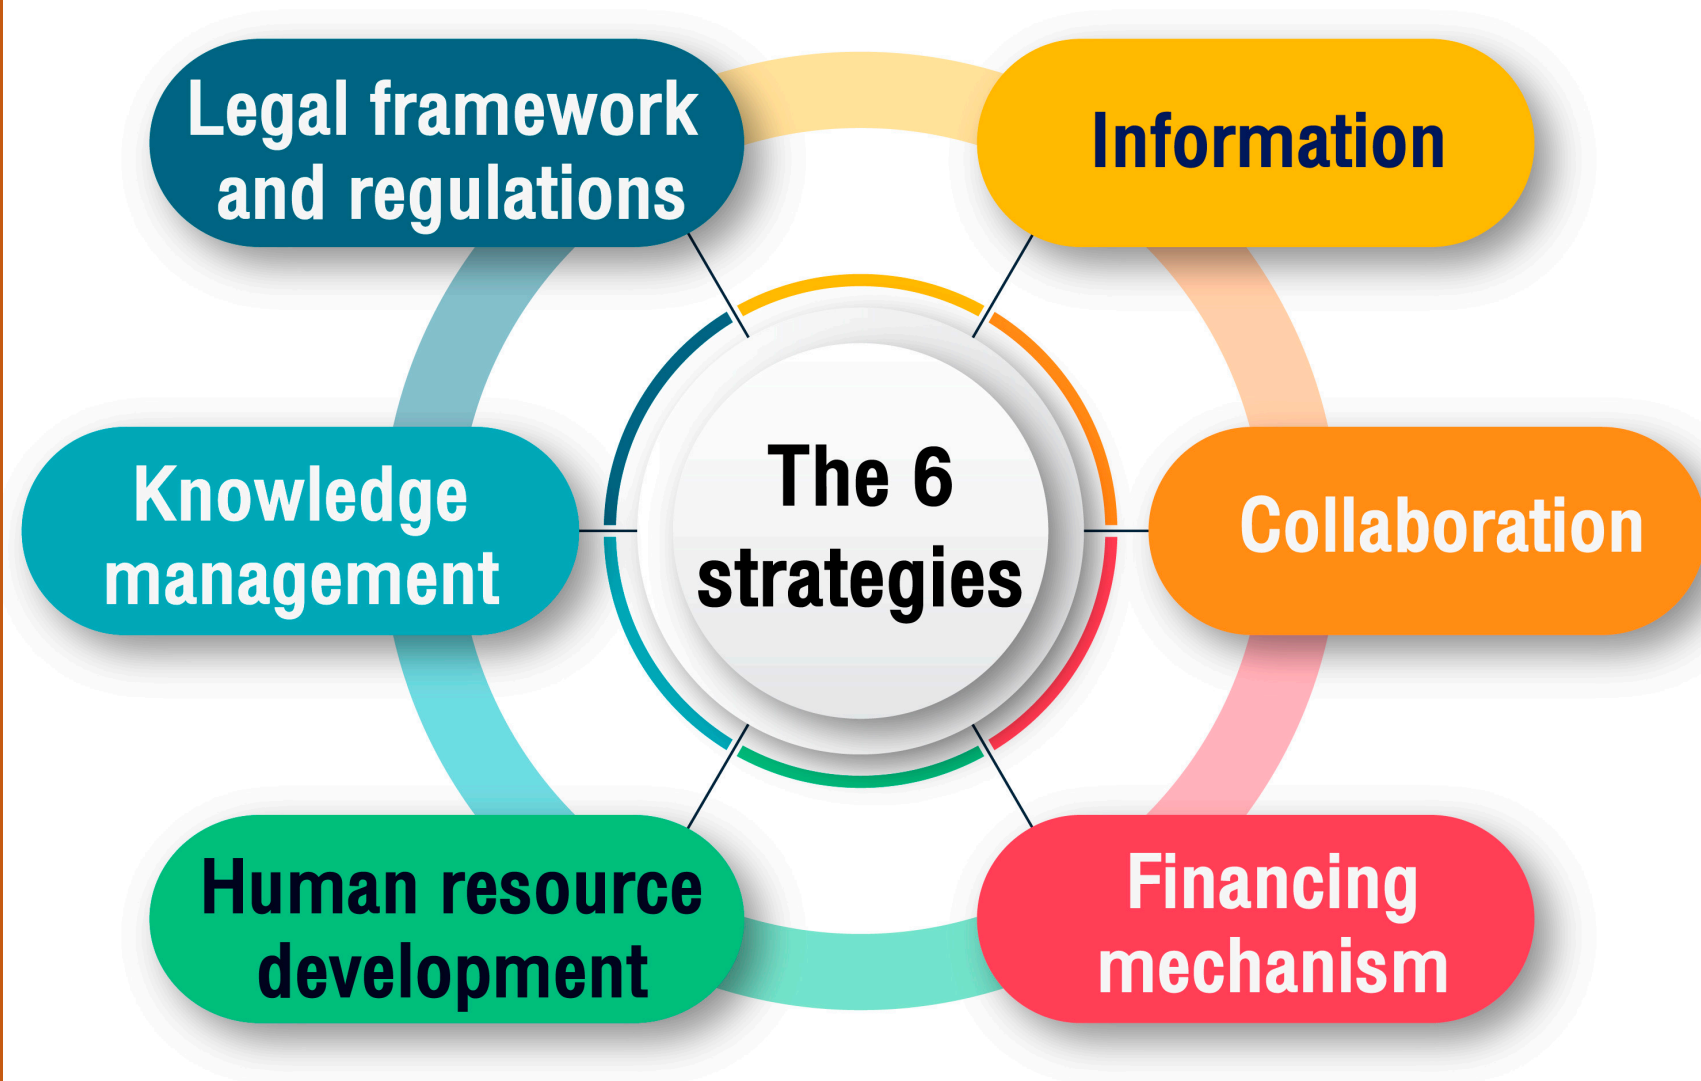 Legal framework
and regulations
Information
Knowledge
management
The 6
strategies
Collaboration
Human resource
development
Financing
mechanism